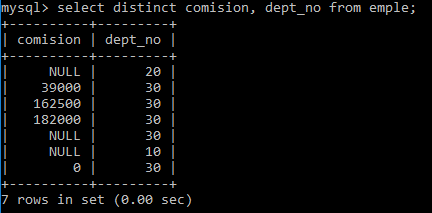 mysql> select  distinct comision, dept_no from emple;
+----------+---------+
| comision | dept_no |
+----------+---------+
|     NULL |      20 |
|    39000 |      30 |
|   162500 |      30 |
|   182000 |      30 |
|     NULL |      30 |
|     NULL |      10 |
|        0 |      30 |
+----------+---------+
7 rows in set (0.00 sec)